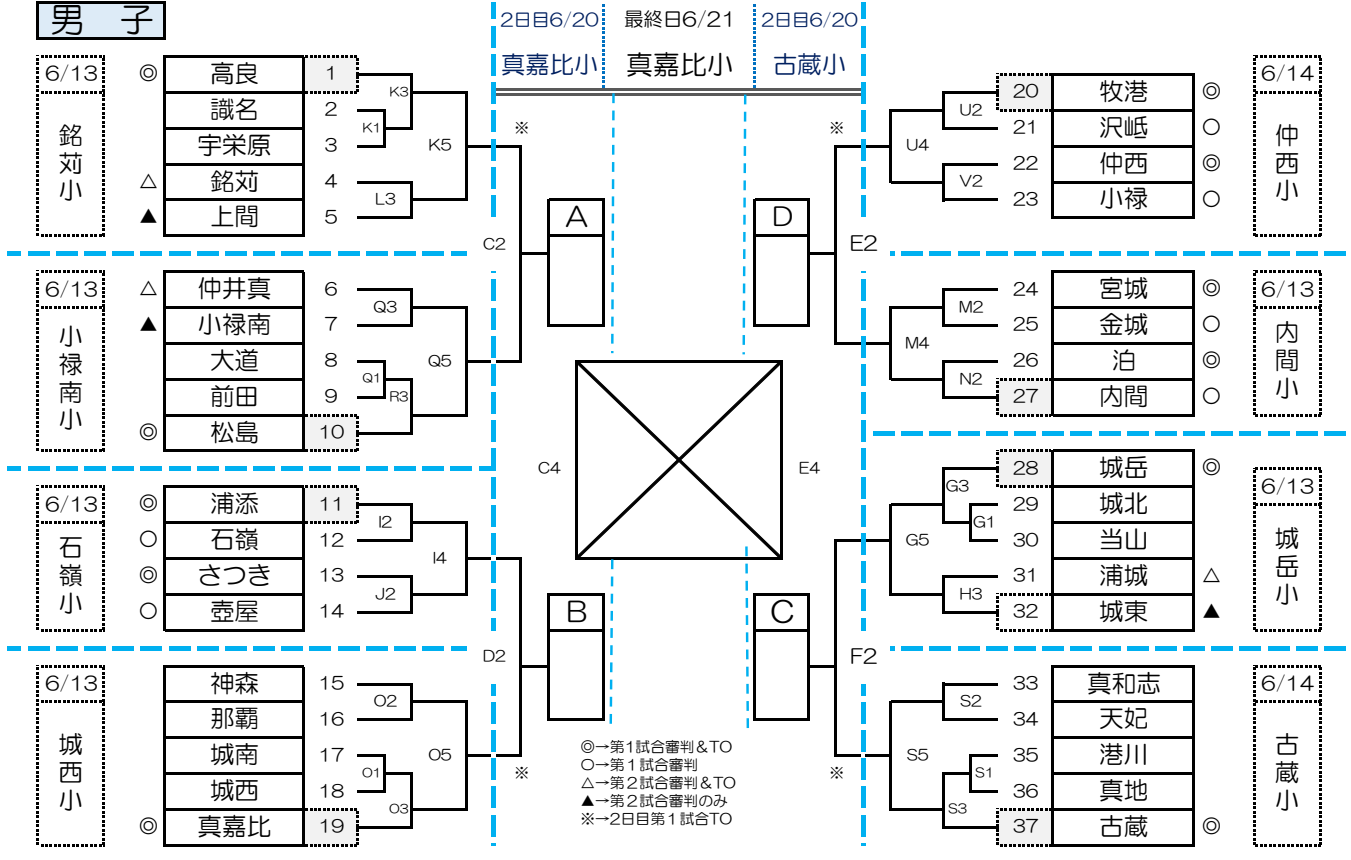 男 子
2日目6/20 最終日6/21 2日目6/20
真嘉比小 真嘉比小 古蔵小
6/13
銘苅小
◎ 高良 1
識名 2
宇栄原 3
△ 銘苅 4
▲ 上間 5
K3
K1
K5
L3
※
6/13
小禄南小
△ 仲井真 6
▲ 小禄南 7
大道 8
前田 9
◎ 松島 10
Q3
Q5
Q1
R3
C2
A
6/13
石嶺小
◎ 浦添 11
○ 石嶺 12
◎ さつき 13
○ 壺屋 14
I2
I4
J2
C4
6/13
城西小
神森 15
那覇 16
城南 17
城西 18
◎ 真嘉比 19
O2
O5
O1
O3
D2
B
※
6/14
仲西小
20 牧港 ◎
21 沢岻 ○
22 仲西 ◎
23 小禄 ○
U2
U4
V2
※
D
E2
6/13
内間小
24 宮城 ◎
25 金城 ○
26 泊 ◎
27 内間 ○
M2
M4
N2
E4
6/13
城岳小
28 城岳 ◎
29 城北
30 当山
31 浦城 △
32 城東 ▲
G3
G1
G5
H3
C
F2
6/14
古蔵小
33 真和志
34 天妃
35 港川
36 真地
37 古蔵 ◎
S2
S5
S1
S3
※
◎→第1試合審判&TO
○→第1試合審判
△→第2試合審判&TO
▲→第2試合審判のみ
※→2日目第1試合TO